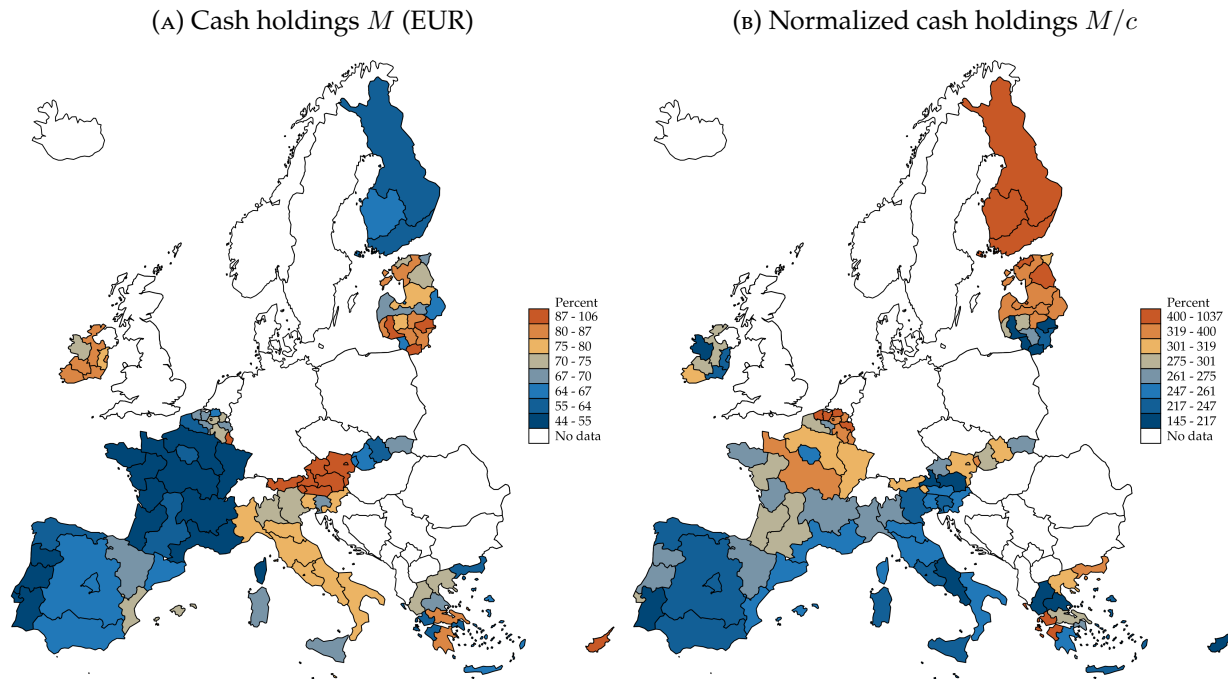 (A) Cash holdings M (EUR)
(B) Normalized cash holdings M/c
Percent
87 - 106
80 - 87
75 - 80
70 - 75
67 - 70
64 - 67
55 - 64
44 - 55
No data
Percent
400 - 1037
319 - 400
301 - 319
275 - 301
261 - 275
247 - 261
217 - 247
145 - 217
No data